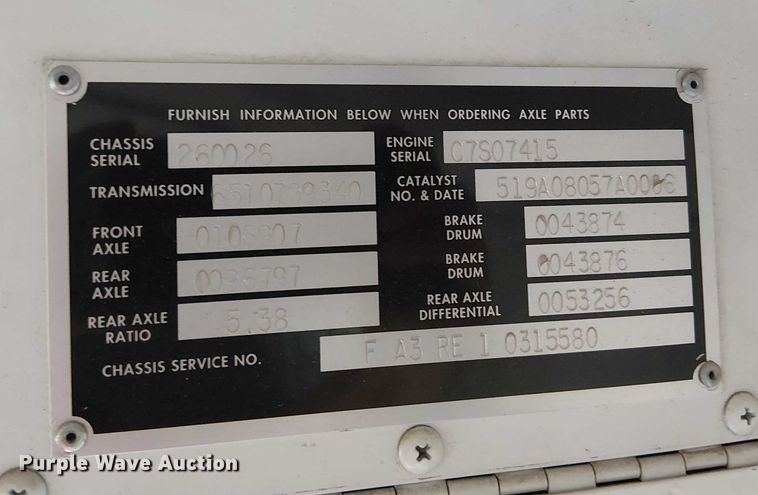 FURNISH INFORMATION BELOW WHEN ORDERING AXLE PARTS
CHASSIS SERIAL 260026 ENGINE SERIAL C7S07415
TRANSMISSION CATALYST NO. & DATE 519A08057A0006
FRONT AXLE BRAKE DRUM 0043874
REAR AXLE BRAKE DRUM 0043876
REAR AXLE RATIO 5.38 REAR AXLE DIFFERENTIAL 0053256
CHASSIS SERVICE NO. F A3 RE 1 0315580
Purple Wave Auction